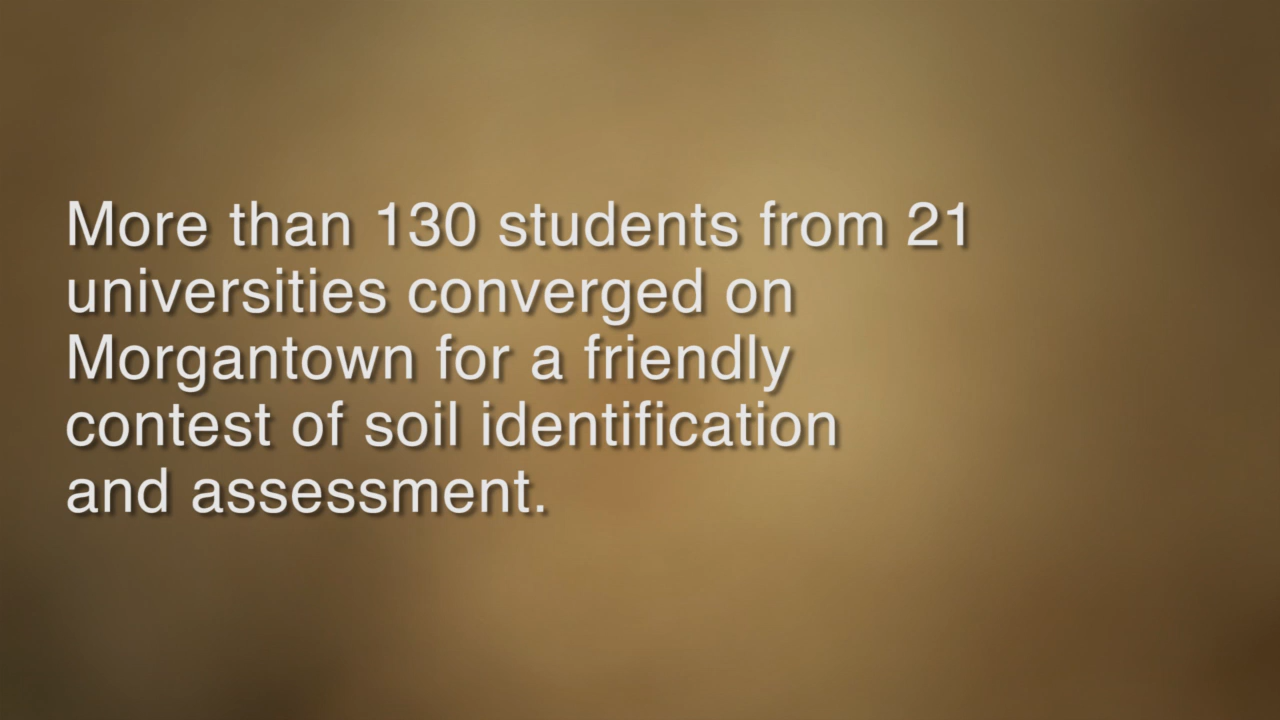 More than 130 students from 21
universities converged on
Morgantown for a friendly
contest of soil identification
and assessment.